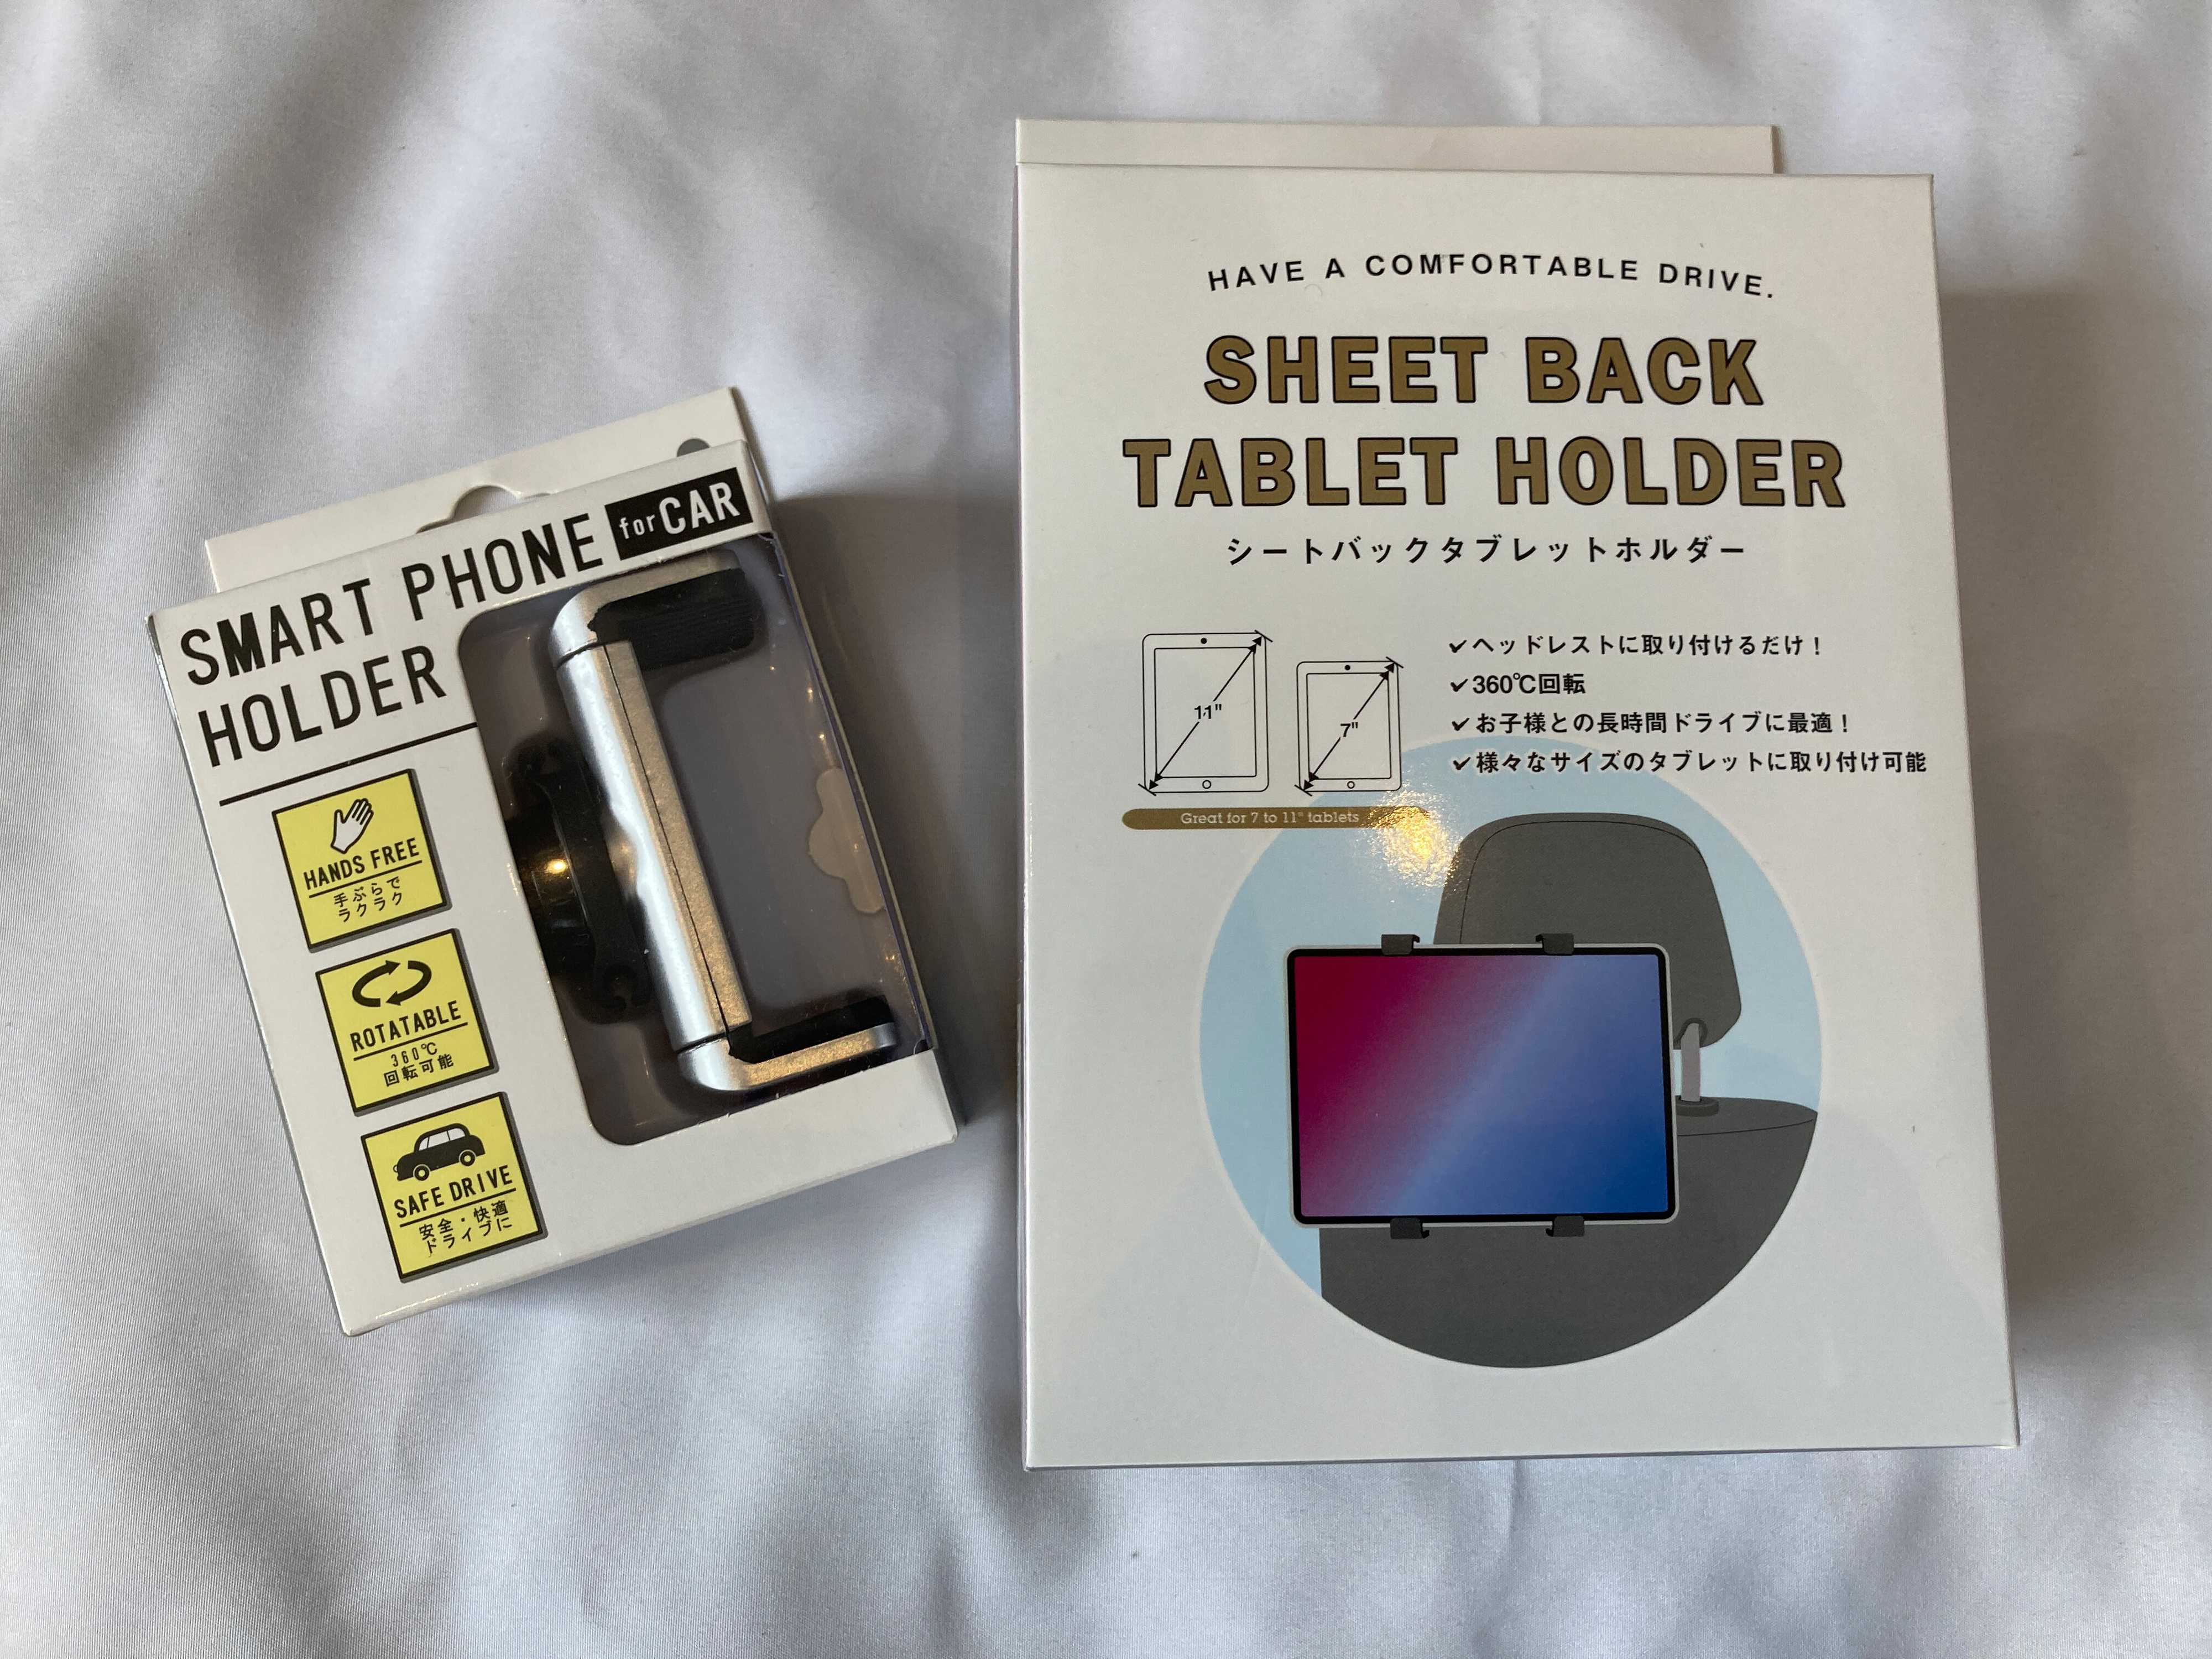 SMART PHONE for CAR
HOLDER
HANDS FREE
手ぶらで
ラクラク
ROTATABLE
360℃
回転可能
SAFE DRIVE
安全・快適
ドライブに
HAVE A COMFORTABLE DRIVE.
SHEET BACK
TABLET HOLDER
シートバックタブレットホルダー
11"
7"
Great for 7 to 11" tablets
✓ヘッドレストに取り付けるだけ！
✓360℃回転
✓お子様との長時間ドライブに最適！
✓様々なサイズのタブレットに取り付け可能